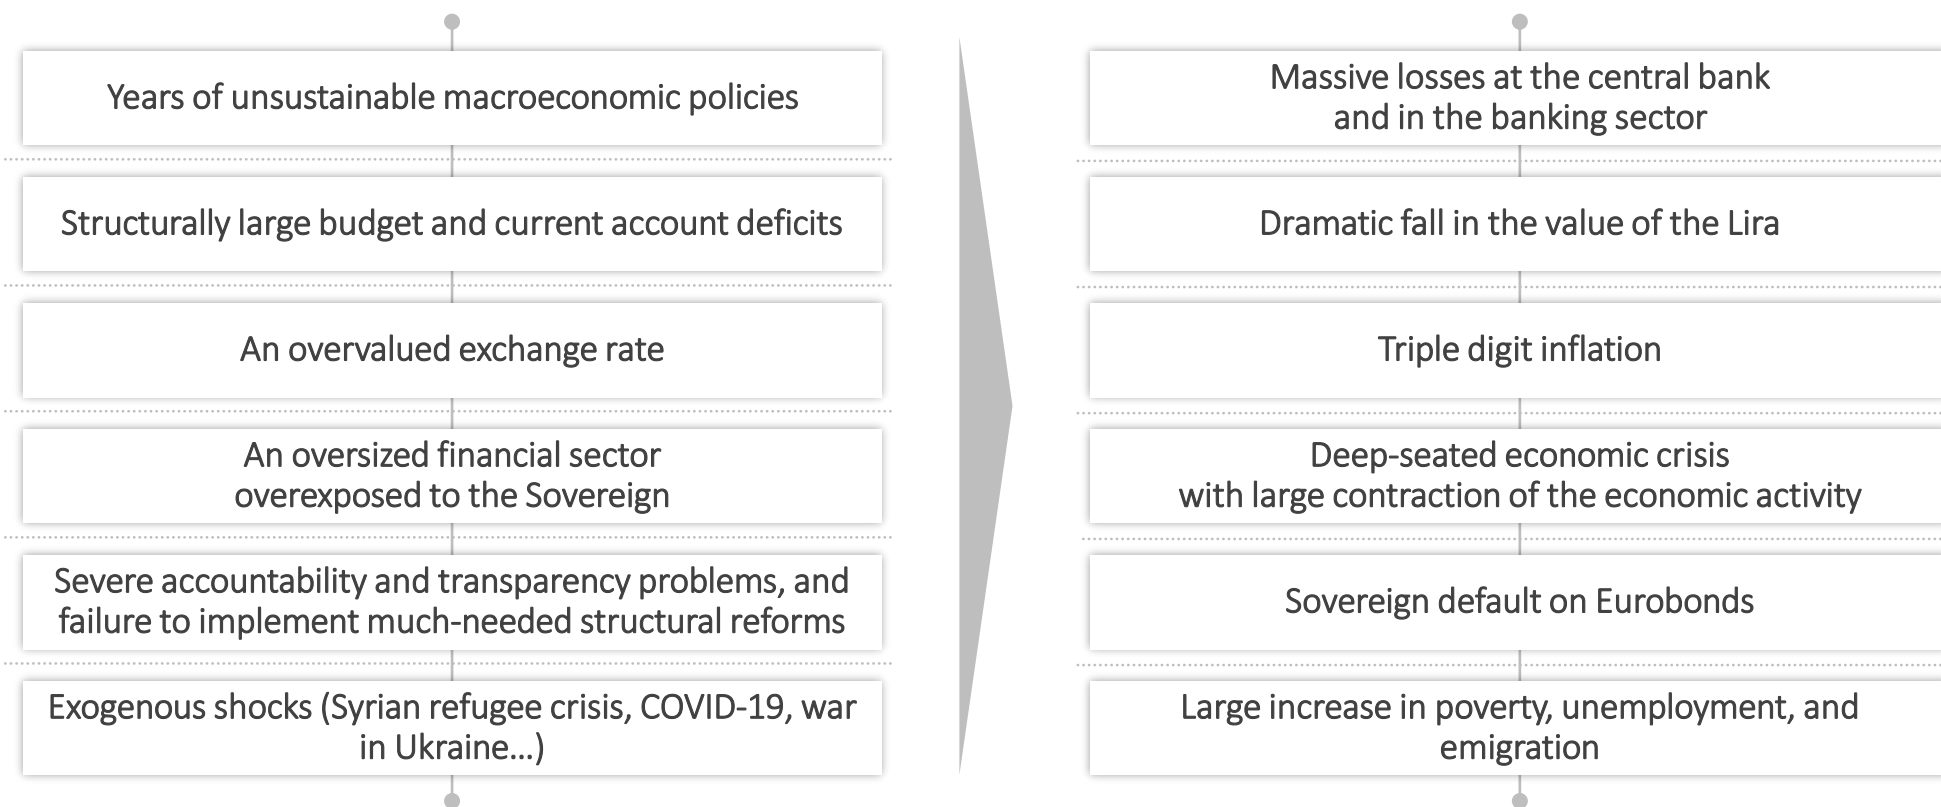 Years of unsustainable macroeconomic policies
Structurally large budget and current account deficits
An overvalued exchange rate
An oversized financial sector
overexposed to the Sovereign
Severe accountability and transparency problems, and
failure to implement much-needed structural reforms
Exogenous shocks (Syrian refugee crisis, COVID-19, war
in Ukraine...)
Massive losses at the central bank
and in the banking sector
Dramatic fall in the value of the Lira
Triple digit inflation
Deep-seated economic crisis
with large contraction of the economic activity
Sovereign default on Eurobonds
Large increase in poverty, unemployment, and
emigration